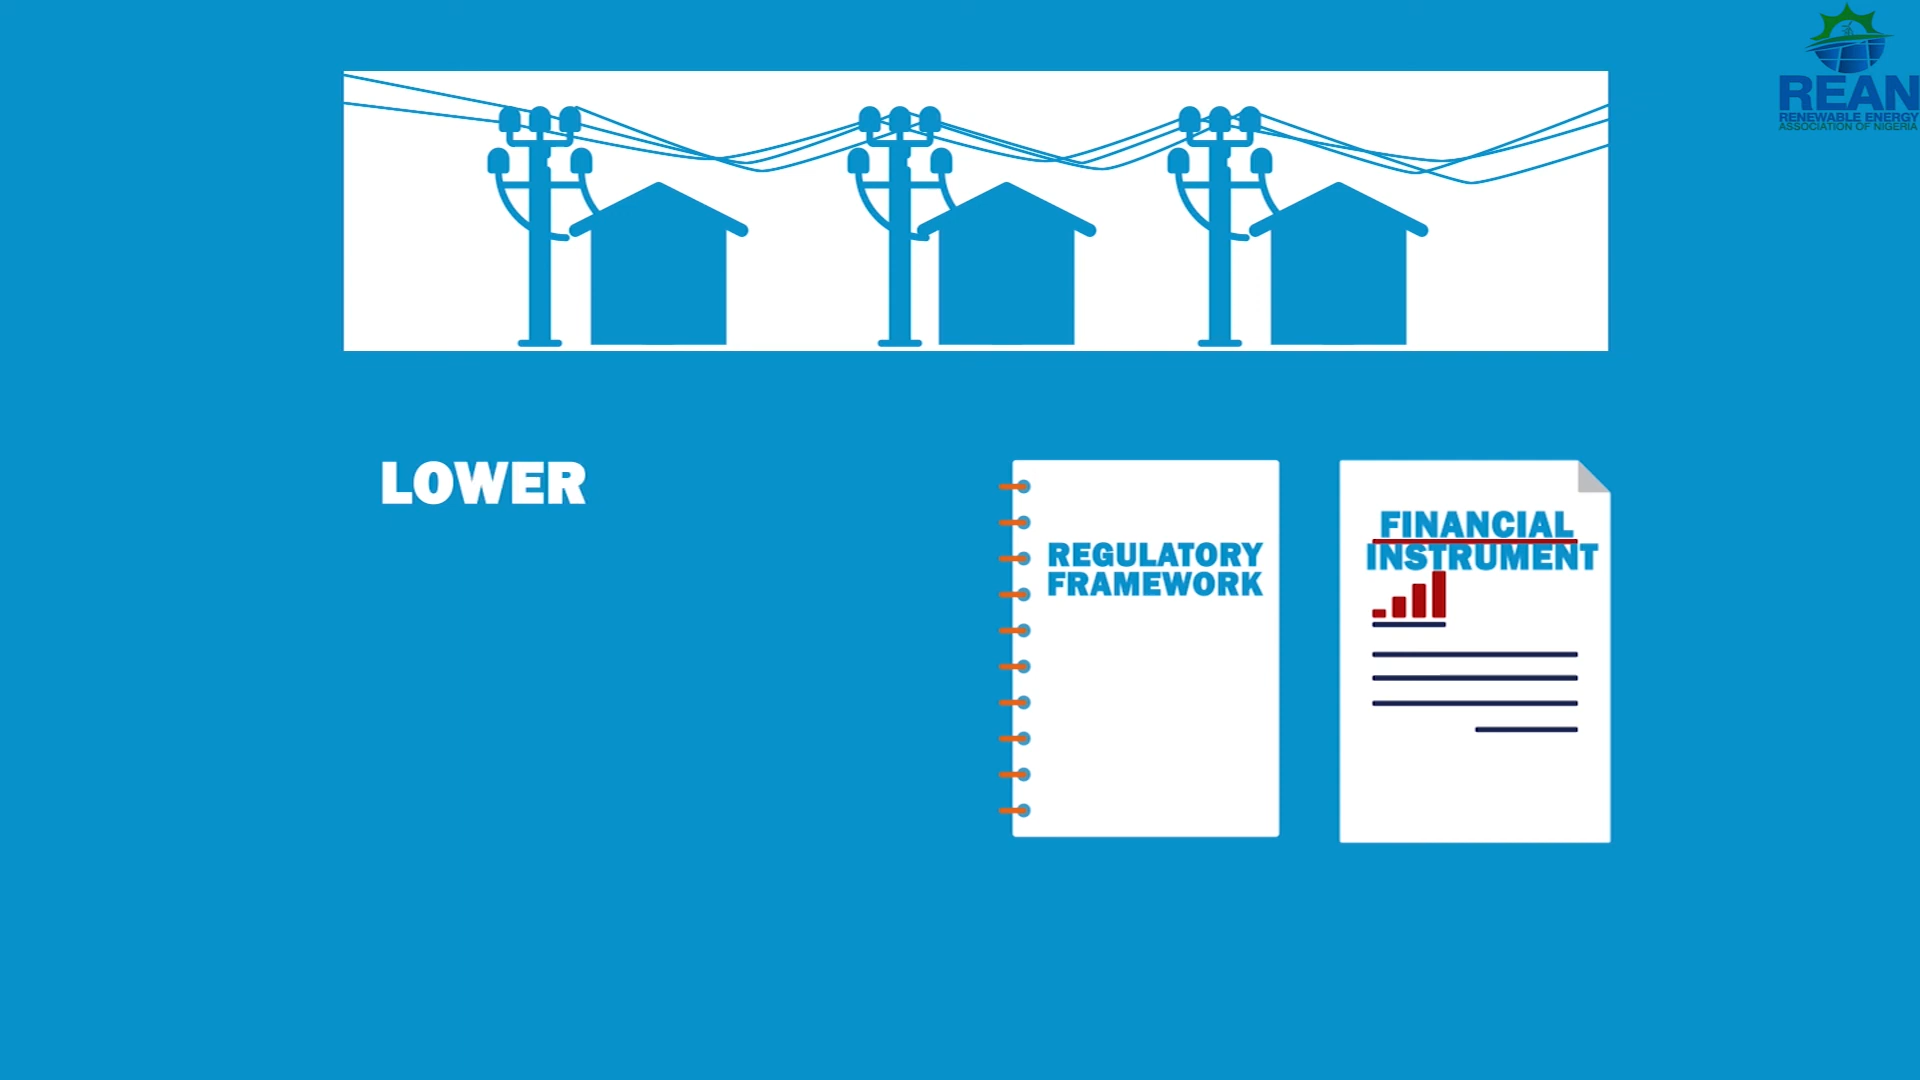 REAN
RENEWABLE ENERGY
ASSOCIATION OF NIGERIA
LOWER
REGULATORY
FRAMEWORK
FINANCIAL
INSTRUMENT